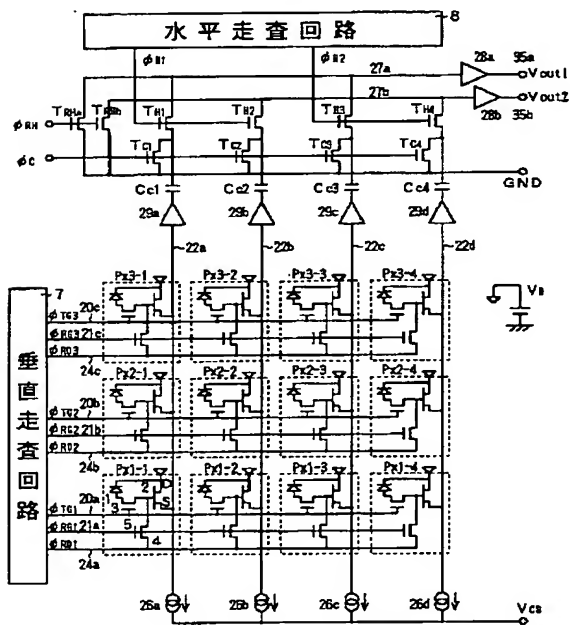 8
水平走査回路
φH1
φH2
27a
28a
95a
Vout1
27b
Vout2
28b
35b
TRHa
TRHb
TH1
TH2
TH3
TH4
φRH
φC
TC1
TC2
TC3
TC4
Cc1
Cc2
Cc3
Cc4
GND
29a
29b
29c
29d
22a
22b
22c
22d
7
垂直走査回路
Px3-1
Px3-2
Px3-3
Px3-4
VB
20c
φTG3
φRG3 21c
φRD3
24c
Px2-1
Px2-2
Px2-3
Px2-4
20b
φTG2
φRG2 21b
φRD2
24b
Px1-1
Px1-2
Px1-3
Px1-4
20a
1
2
D
3
S
φTG1
φRG1 21a
5
4
φRD1
24a
26a
26b
26c
26d
VCS